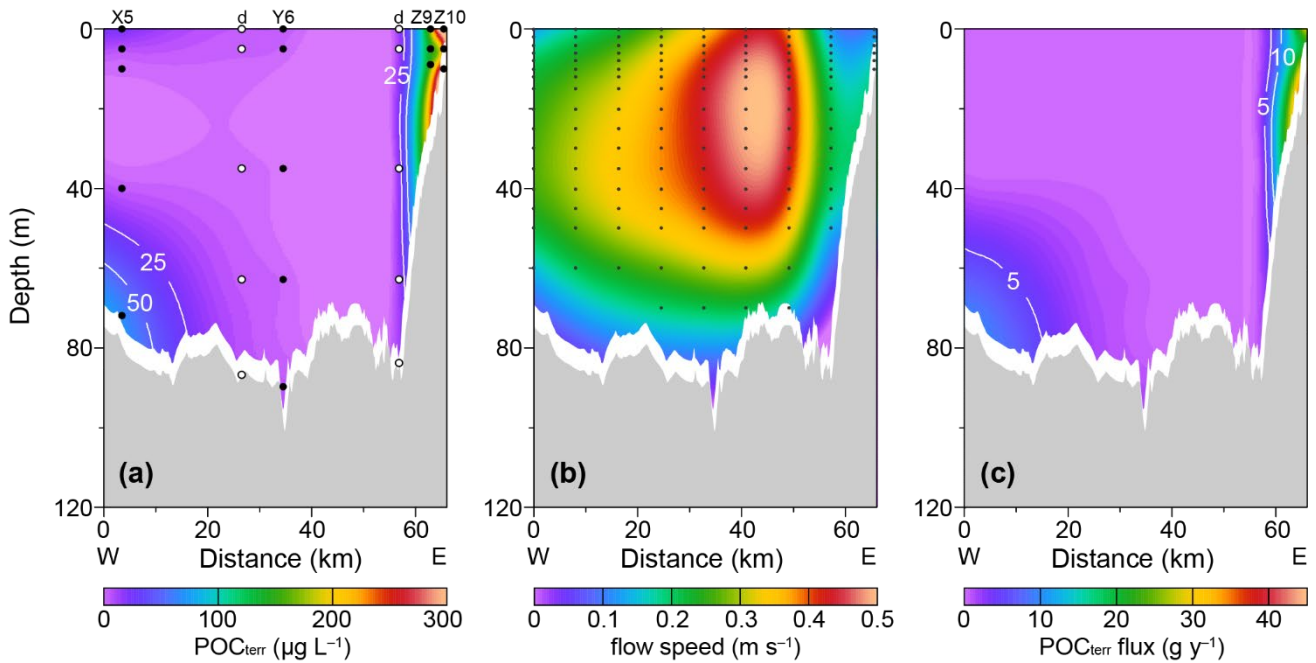 X5 d Y6 d Z9 Z10
0
40
80
120
Depth (m)
25
25
50
(a)
0 20 40 60
W Distance (km) E
0 100 200 300
POCterr (µg L⁻¹)
0
40
80
120
(b)
0 20 40 60
W Distance (km) E
0 0.1 0.2 0.3 0.4 0.5
flow speed (m s⁻¹)
0
40
80
120
10
5
5
(c)
0 20 40 60
W Distance (km) E
0 10 20 30 40
POCterr flux (g y⁻¹)